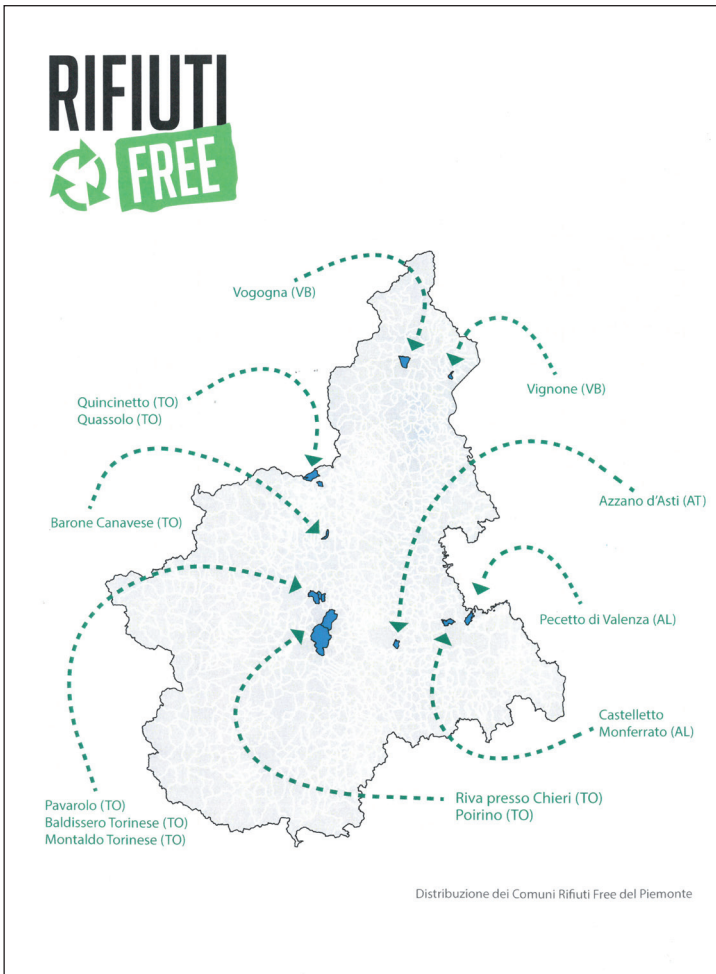 RIFIUTI
FREE
Vogogna (VB)
Vignone (VB)
Quincinetto (TO)
Quassolo (TO)
Azzano d'Asti (AT)
Barone Canavese (TO)
Pecetto di Valenza (AL)
Castelletto
Monferrato (AL)
Pavarolo (TO)
Baldissero Torinese (TO)
Montaldo Torinese (TO)
Riva presso Chieri (TO)
Poirino (TO)
Distribuzione dei Comuni Rifiuti Free del Piemonte